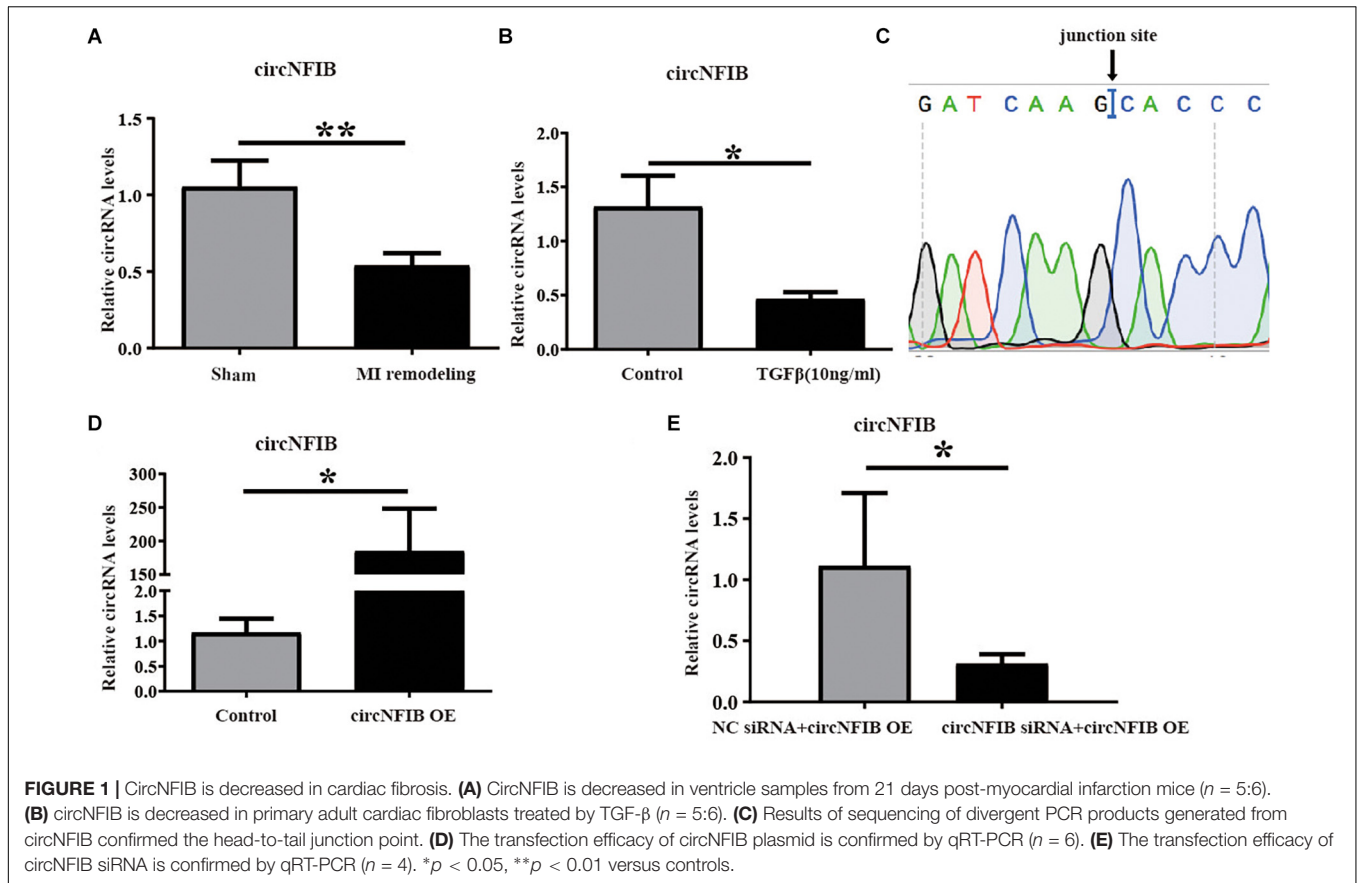 A
circNFIB
Relative circRNA levels
1.5
1.0
0.5
0.0
**
Sham
MI remodeling
B
circNFIB
Relative circRNA levels
2.0
1.5
1.0
0.5
0.0
*
Control
TGFβ(10ng/ml)
C
junction site
G A T C A A G C A C C C
D
circNFIB
Relative circRNA levels
300
250
200
150
2.0
1.5
1.0
0.5
0.0
*
Control
circNFIB OE
E
circNFIB
Relative circRNA levels
2.0
1.5
1.0
0.5
0.0
*
NC siRNA+circNFIB OE
circNFIB siRNA+circNFIB OE
FIGURE 1 | CircNFIB is decreased in cardiac fibrosis. (A) CircNFIB is decreased in ventricle samples from 21 days post-myocardial infarction mice (n = 5:6).
(B) circNFIB is decreased in primary adult cardiac fibroblasts treated by TGF-β (n = 5:6). (C) Results of sequencing of divergent PCR products generated from
circNFIB confirmed the head-to-tail junction point. (D) The transfection efficacy of circNFIB plasmid is confirmed by qRT-PCR (n = 6). (E) The transfection efficacy of
circNFIB siRNA is confirmed by qRT-PCR (n = 4). *p < 0.05, **p < 0.01 versus controls.